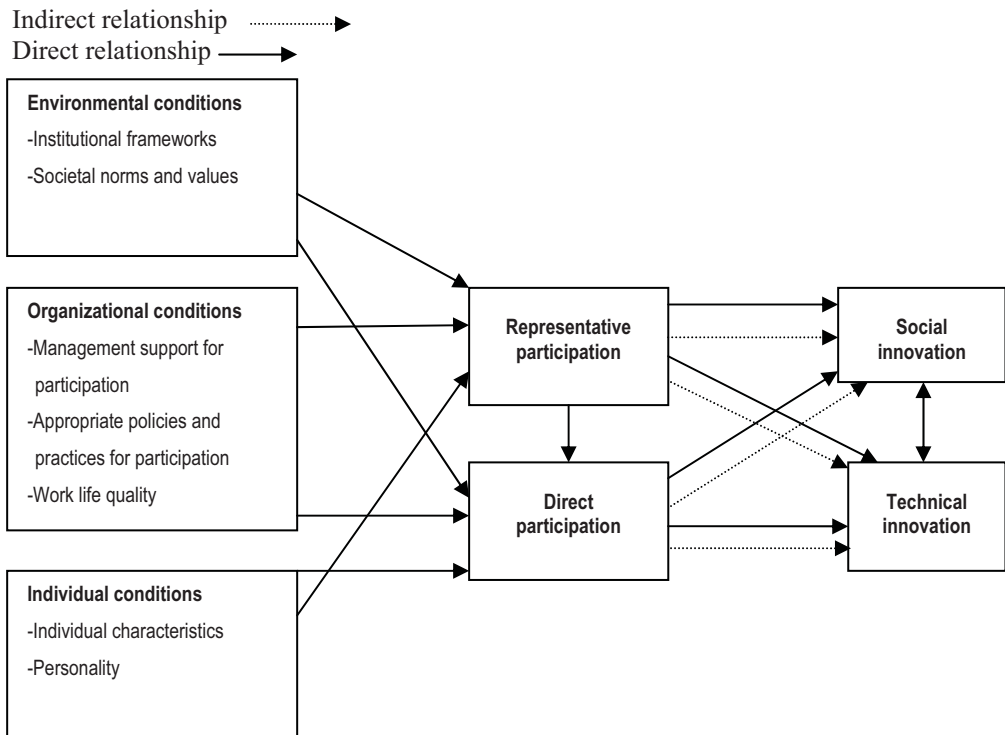 Indirect relationship
Direct relationship
Environmental conditions
-Institutional frameworks
-Societal norms and values
Organizational conditions
-Management support for
participation
-Appropriate policies and
practices for participation
-Work life quality
Individual conditions
-Individual characteristics
-Personality
Representative
participation
Direct
participation
Social
innovation
Technical
innovation